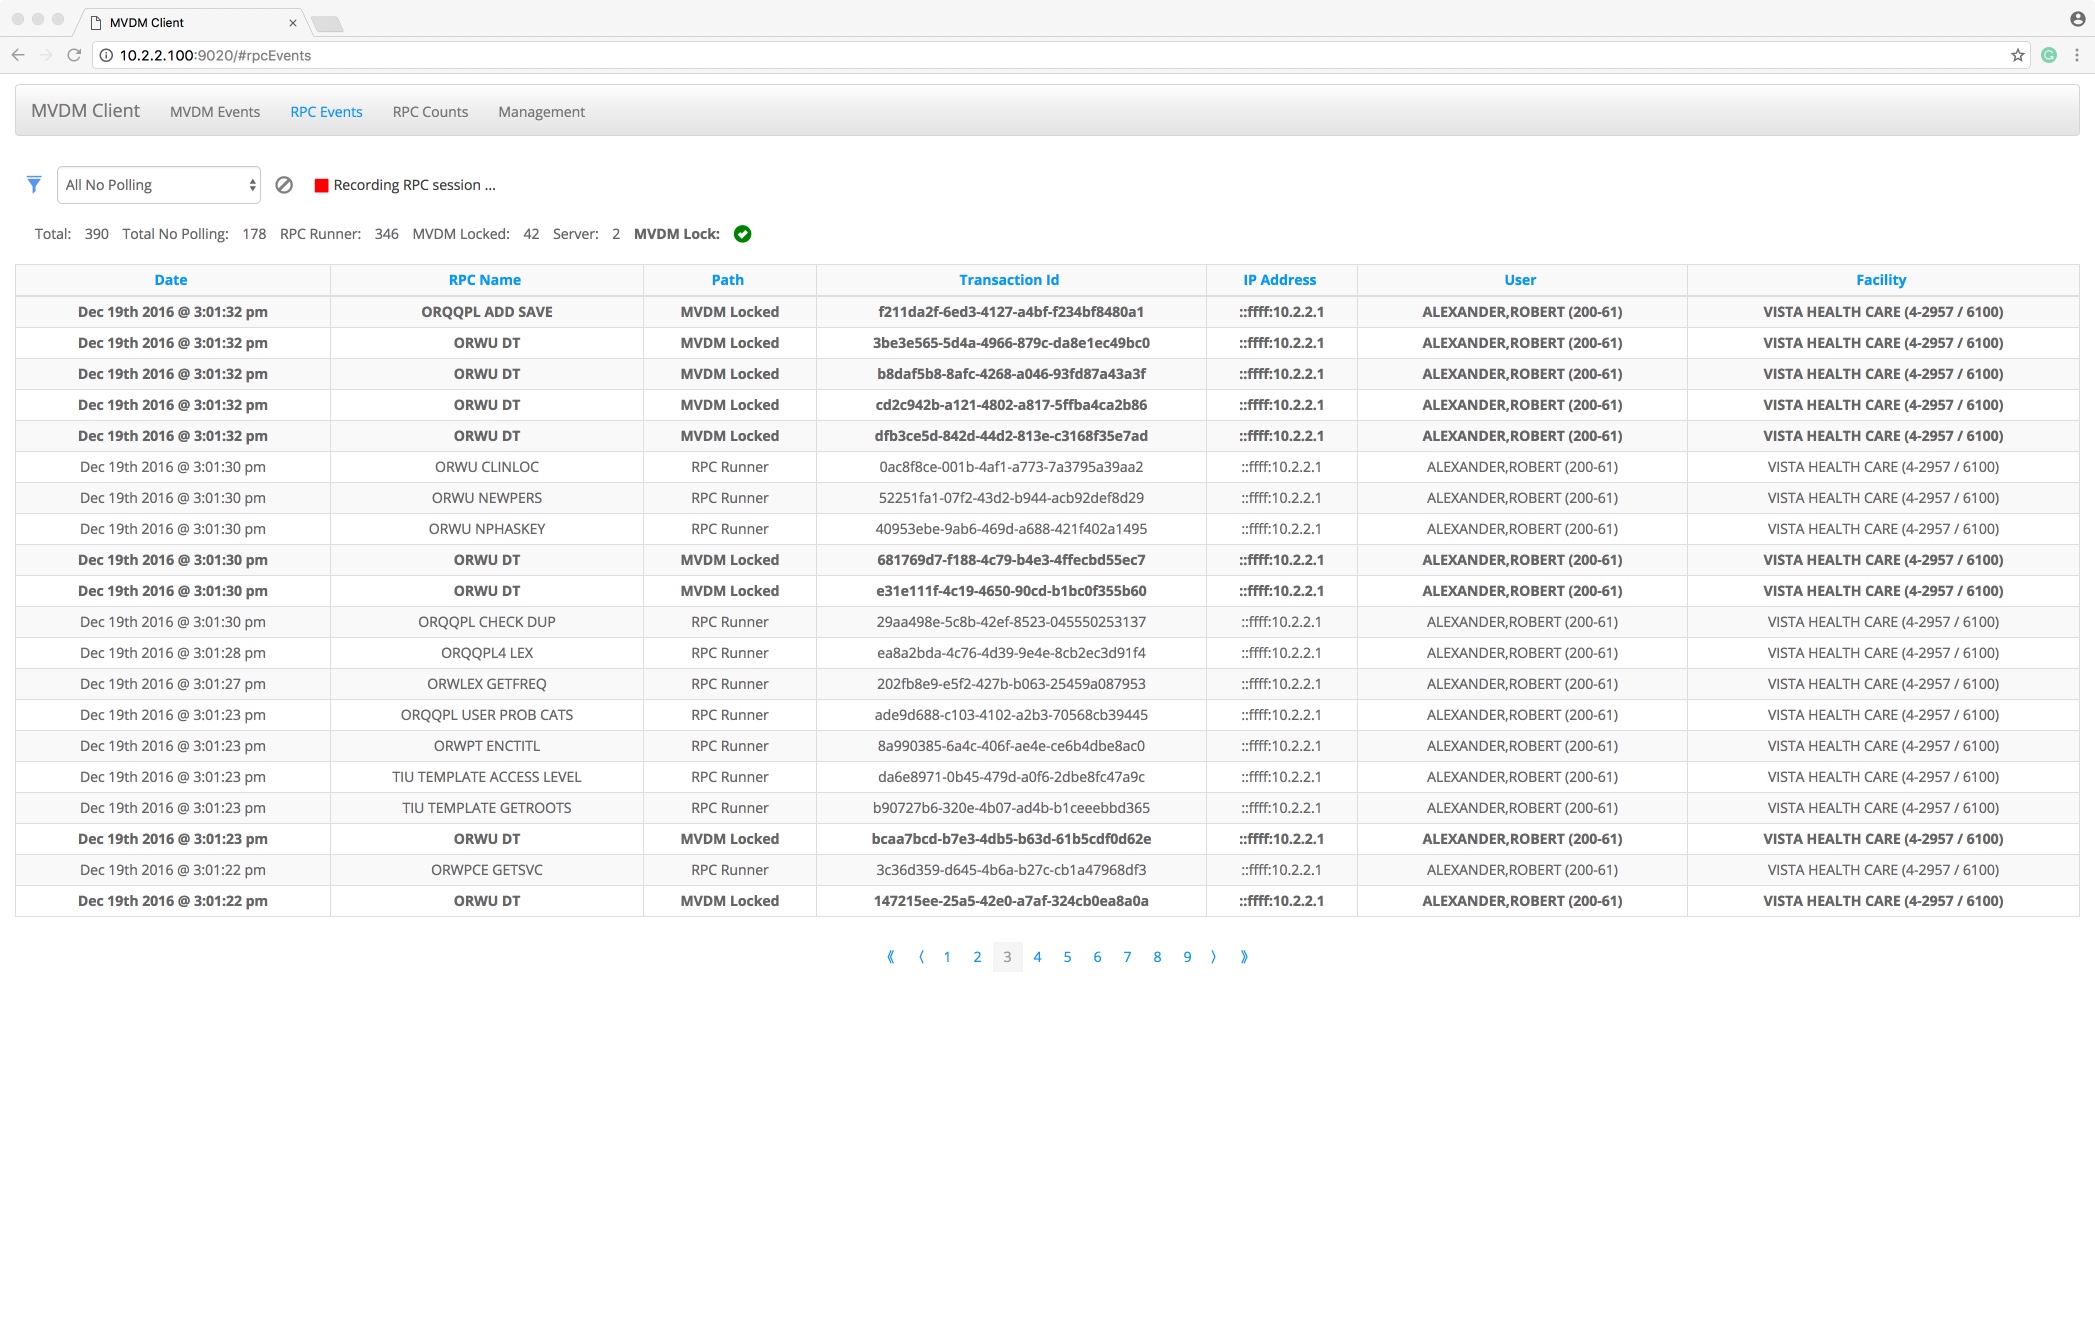 MVDM Client
10.2.2.100:9020/#rpcEvents
MVDM Client MVDM Events RPC Events RPC Counts Management
All No Polling Recording RPC session ...
Total: 390 Total No Polling: 178 RPC Runner: 346 MVDM Locked: 42 Server: 2 MVDM Lock:
Date RPC Name Path Transaction Id IP Address User Facility
Dec 19th 2016 @ 3:01:32 pm ORQQPL ADD SAVE MVDM Locked f211da2f-6ed3-4127-a4bf-f234bf8480a1 ::ffff:10.2.2.1 ALEXANDER,ROBERT (200-61) VISTA HEALTH CARE (4-2957 / 6100)
Dec 19th 2016 @ 3:01:32 pm ORWU DT MVDM Locked 3be3e565-5d4a-4966-879c-da8e1ec49bc0 ::ffff:10.2.2.1 ALEXANDER,ROBERT (200-61) VISTA HEALTH CARE (4-2957 / 6100)
Dec 19th 2016 @ 3:01:32 pm ORWU DT MVDM Locked b8daf5b8-8afc-4268-a046-93fd87a43a3f ::ffff:10.2.2.1 ALEXANDER,ROBERT (200-61) VISTA HEALTH CARE (4-2957 / 6100)
Dec 19th 2016 @ 3:01:32 pm ORWU DT MVDM Locked cd2c942b-a121-4802-a817-5ffba4ca2b86 ::ffff:10.2.2.1 ALEXANDER,ROBERT (200-61) VISTA HEALTH CARE (4-2957 / 6100)
Dec 19th 2016 @ 3:01:32 pm ORWU DT MVDM Locked dfb3ce5d-842d-44d2-813e-c3168f35e7ad ::ffff:10.2.2.1 ALEXANDER,ROBERT (200-61) VISTA HEALTH CARE (4-2957 / 6100)
Dec 19th 2016 @ 3:01:30 pm ORWU CLINLOC RPC Runner 0ac8f8ce-001b-4af1-a773-7a3795a39aa2 ::ffff:10.2.2.1 ALEXANDER,ROBERT (200-61) VISTA HEALTH CARE (4-2957 / 6100)
Dec 19th 2016 @ 3:01:30 pm ORWU NEWPERS RPC Runner 52251fa1-07f2-43d2-b944-acb92def8d29 ::ffff:10.2.2.1 ALEXANDER,ROBERT (200-61) VISTA HEALTH CARE (4-2957 / 6100)
Dec 19th 2016 @ 3:01:30 pm ORWU NPHASKEY RPC Runner 40953ebe-9ab6-469d-a688-421f402a1495 ::ffff:10.2.2.1 ALEXANDER,ROBERT (200-61) VISTA HEALTH CARE (4-2957 / 6100)
Dec 19th 2016 @ 3:01:30 pm ORWU DT MVDM Locked 681769d7-f188-4c79-b4e3-4ffecbd55ec7 ::ffff:10.2.2.1 ALEXANDER,ROBERT (200-61) VISTA HEALTH CARE (4-2957 / 6100)
Dec 19th 2016 @ 3:01:30 pm ORWU DT MVDM Locked e31e111f-4c19-4650-90cd-b1bc0f355b60 ::ffff:10.2.2.1 ALEXANDER,ROBERT (200-61) VISTA HEALTH CARE (4-2957 / 6100)
Dec 19th 2016 @ 3:01:30 pm ORQQPL CHECK DUP RPC Runner 29aa498e-5c8b-42ef-8523-045550253137 ::ffff:10.2.2.1 ALEXANDER,ROBERT (200-61) VISTA HEALTH CARE (4-2957 / 6100)
Dec 19th 2016 @ 3:01:28 pm ORQQPL4 LEX RPC Runner ea8a2bda-4c76-4d39-9e4e-8cb2ec3d91f4 ::ffff:10.2.2.1 ALEXANDER,ROBERT (200-61) VISTA HEALTH CARE (4-2957 / 6100)
Dec 19th 2016 @ 3:01:27 pm ORWLEX GETFREQ RPC Runner 202fb8e9-e5f2-427b-b063-25459a087953 ::ffff:10.2.2.1 ALEXANDER,ROBERT (200-61) VISTA HEALTH CARE (4-2957 / 6100)
Dec 19th 2016 @ 3:01:23 pm ORQQPL USER PROB CATS RPC Runner ade9d688-c103-4102-a2b3-70568cb39445 ::ffff:10.2.2.1 ALEXANDER,ROBERT (200-61) VISTA HEALTH CARE (4-2957 / 6100)
Dec 19th 2016 @ 3:01:23 pm ORWPT ENCTITL RPC Runner 8a990385-6a4c-406f-ae4e-ce6b4dbe8ac0 ::ffff:10.2.2.1 ALEXANDER,ROBERT (200-61) VISTA HEALTH CARE (4-2957 / 6100)
Dec 19th 2016 @ 3:01:23 pm TIU TEMPLATE ACCESS LEVEL RPC Runner da6e8971-0b45-479d-a0f6-2dbe8fc47a9c ::ffff:10.2.2.1 ALEXANDER,ROBERT (200-61) VISTA HEALTH CARE (4-2957 / 6100)
Dec 19th 2016 @ 3:01:23 pm TIU TEMPLATE GETROOTS RPC Runner b90727b6-320e-4b07-ad4b-b1ceeebbd365 ::ffff:10.2.2.1 ALEXANDER,ROBERT (200-61) VISTA HEALTH CARE (4-2957 / 6100)
Dec 19th 2016 @ 3:01:23 pm ORWU DT MVDM Locked bcaa7bcd-b7e3-4db5-b63d-61b5cdf0d62e ::ffff:10.2.2.1 ALEXANDER,ROBERT (200-61) VISTA HEALTH CARE (4-2957 / 6100)
Dec 19th 2016 @ 3:01:22 pm ORWPCE GETSVC RPC Runner 3c36d359-d645-4b6a-b27c-cb1a47968df3 ::ffff:10.2.2.1 ALEXANDER,ROBERT (200-61) VISTA HEALTH CARE (4-2957 / 6100)
Dec 19th 2016 @ 3:01:22 pm ORWU DT MVDM Locked 147215ee-25a5-42e0-a7af-324cb0ea8a0a ::ffff:10.2.2.1 ALEXANDER,ROBERT (200-61) VISTA HEALTH CARE (4-2957 / 6100)
⟪ ⟨ 1 2 3 4 5 6 7 8 9 ⟩ ⟫